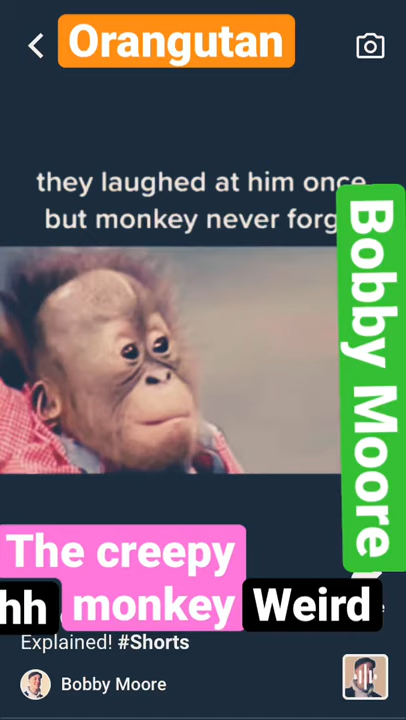 Orangutan
they laughed at him once
but monkey never forg
Bobby Moore
The creepy
hh monkey Weird
Explained! #Shorts
Bobby Moore